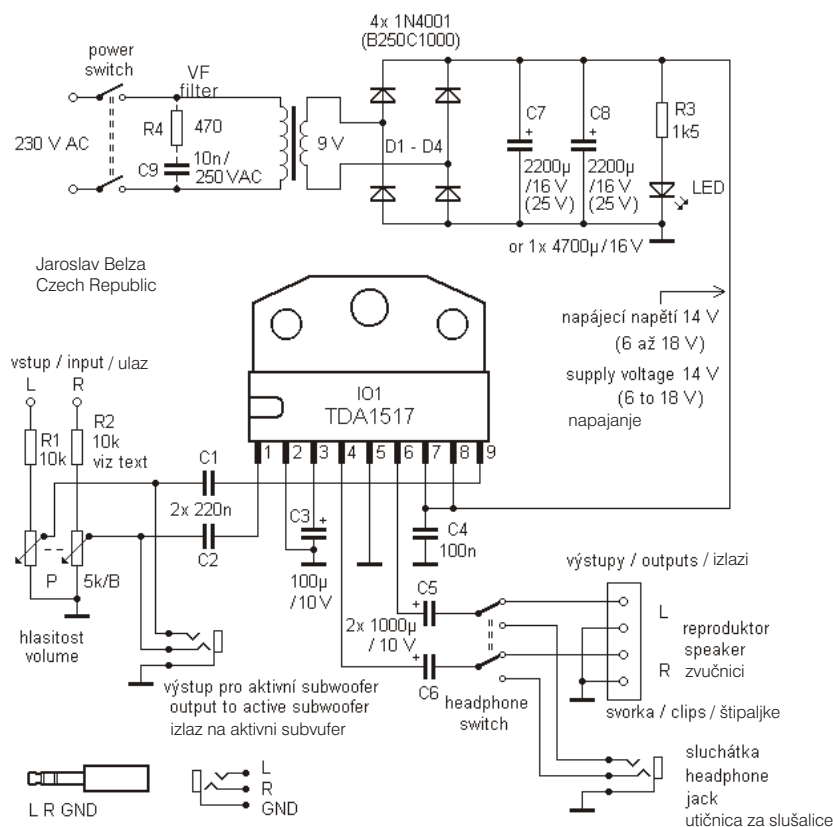 4x 1N4001
(B250C1000)
power
switch
VF
filter
R4
470
230 V AC
C9
10n/
250 VAC
9 V
D1 - D4
C7
+
2200µ
/16 V
(25 V)
C8
+
2200µ
/16 V
(25 V)
R3
1k5
LED
or 1x 4700µ/16 V
Jaroslav Belza
Czech Republic
napájecí napětí 14 V
(6 až 18 V)
supply voltage 14 V
(6 to 18 V)
napajanje
vstup / input / ulaz
L R
R1
10k
R2
10k
viz text
IO1
TDA1517
1 2 3 4 5 6 7 8 9
C1
2x 220n
C2
C3
+
100µ
/10 V
C4
100n
P
5k/B
hlasitost
volume
C5
+
2x 1000µ
/ 10 V
+
C6
headphone
switch
výstupy / outputs / izlazi
L
reproduktor
speaker
R
zvučnici
svorka / clips / štipaljke
výstup pro aktivní subwoofer
output to active subwoofer
izlaz na aktivni subvufer
L R GND
L
R
GND
sluchátka
headphone
jack
utičnica za slušalice